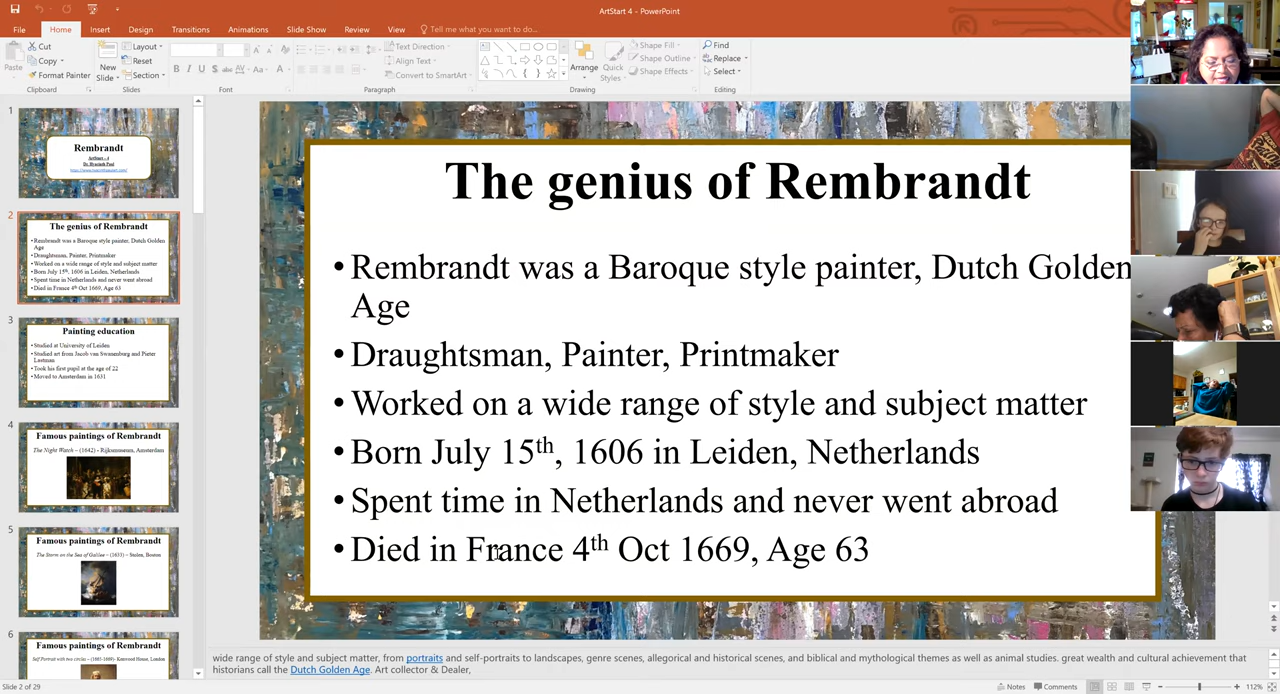 ArtStart 4 - PowerPoint
File Home Insert Design Transitions Animations Slide Show Review View Tell me what you want to do...
Paste
Cut
Copy
Format Painter
Clipboard
New Slide
Layout
Reset
Section
Slides
B I U S abc AV Aa A
Font
Text Direction
Align Text
Convert to SmartArt
Paragraph
Arrange
Quick Styles
Shape Fill
Shape Outline
Shape Effects
Drawing
Find
Replace
Select
Editing
1
Rembrandt
ArtStart - 4
Dr. Hyacinth Paul
2
The genius of Rembrandt
•Rembrandt was a Baroque style painter, Dutch Golden
Age
•Draughtsman, Painter, Printmaker
•Worked on a wide range of style and subject matter
•Born July 15th, 1606 in Leiden, Netherlands
•Spent time in Netherlands and never went abroad
•Died in France 4th Oct 1669, Age 63
3
Painting education
•Studied at University of Leiden
•Studied art from Jacob van Swanenburg and Pieter
Lastman
•Took his first pupil at the age of 22
•Moved to Amsterdam in 1631
4
Famous paintings of Rembrandt
The Night Watch – (1642) - Rijksmuseum, Amsterdam
5
Famous paintings of Rembrandt
The Storm on the Sea of Galilee – (1633) – Stolen, Boston
6
Famous paintings of Rembrandt
Self Portrait with two circles – (1665-1669)- Kenwood House, London
The genius of Rembrandt
•Rembrandt was a Baroque style painter, Dutch Golden
Age
•Draughtsman, Painter, Printmaker
•Worked on a wide range of style and subject matter
•Born July 15th, 1606 in Leiden, Netherlands
•Spent time in Netherlands and never went abroad
•Died in France 4th Oct 1669, Age 63
wide range of style and subject matter, from portraits and self-portraits to landscapes, genre scenes, allegorical and historical scenes, and biblical and mythological themes as well as animal studies. great wealth and cultural achievement that
historians call the Dutch Golden Age. Art collector & Dealer,
Slide 2 of 29
Notes
Comments
112%